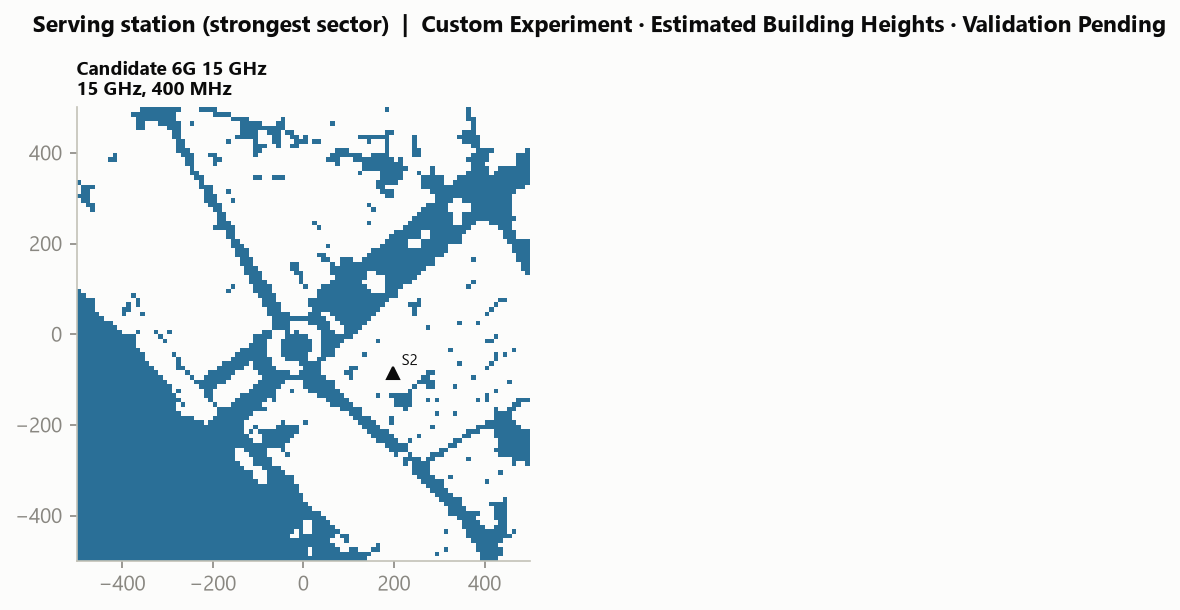 Serving station (strongest sector)  |  Custom Experiment · Estimated Building Heights · Validation Pending
Candidate 6G 15 GHz
15 GHz, 400 MHz
400
200
0
−200
−400
S2
−400
−200
0
200
400